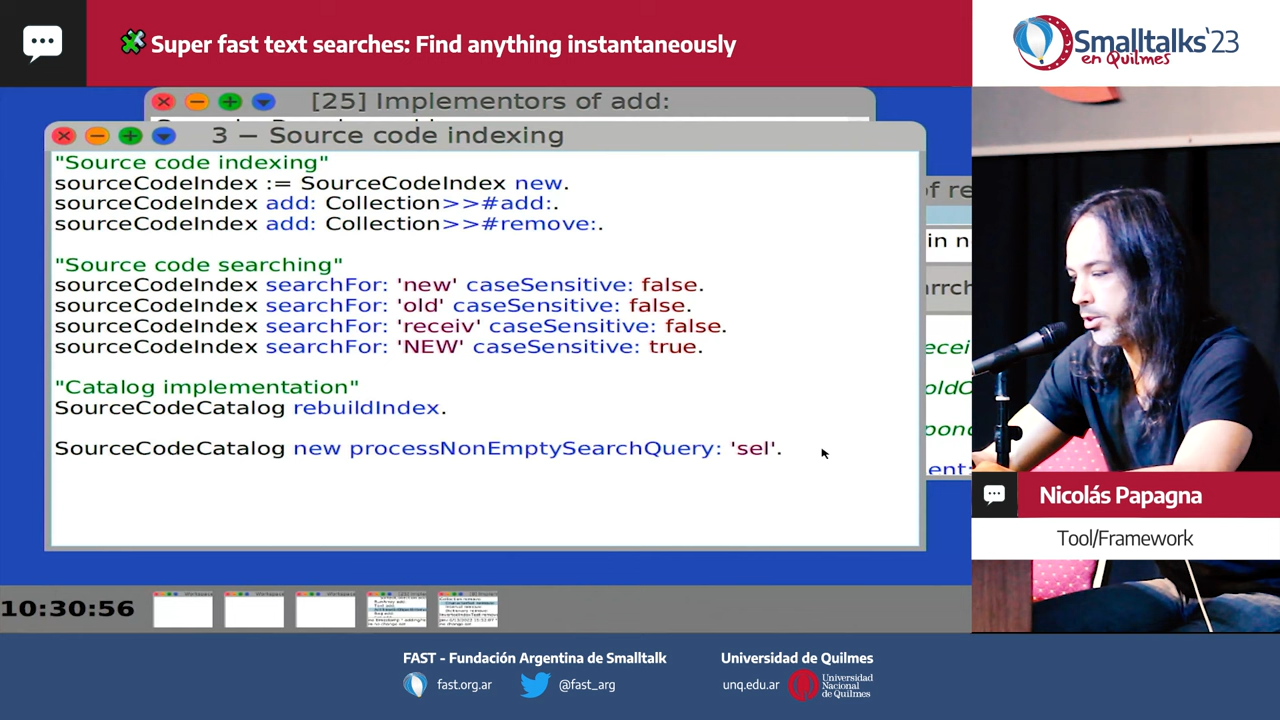 Super fast text searches: Find anything instantaneously
Smalltalks'23
en Quilmes
[25] Implementors of add:
3 — Source code indexing
"Source code indexing"
sourceCodeIndex := SourceCodeIndex new.
sourceCodeIndex add: Collection>>#add:.
sourceCodeIndex add: Collection>>#remove:.
"Source code searching"
sourceCodeIndex searchFor: 'new' caseSensitive: false.
sourceCodeIndex searchFor: 'old' caseSensitive: false.
sourceCodeIndex searchFor: 'receiv' caseSensitive: false.
sourceCodeIndex searchFor: 'NEW' caseSensitive: true.
"Catalog implementation"
SourceCodeCatalog rebuildIndex.
SourceCodeCatalog new processNonEmptySearchQuery: 'sel'.
of re
in n
Nicolás Papagna
Tool/Framework
10:30:56
FAST - Fundación Argentina de Smalltalk
fast.org.ar
@fast_arg
Universidad de Quilmes
unq.edu.ar
Universidad
Nacional
de Quilmes